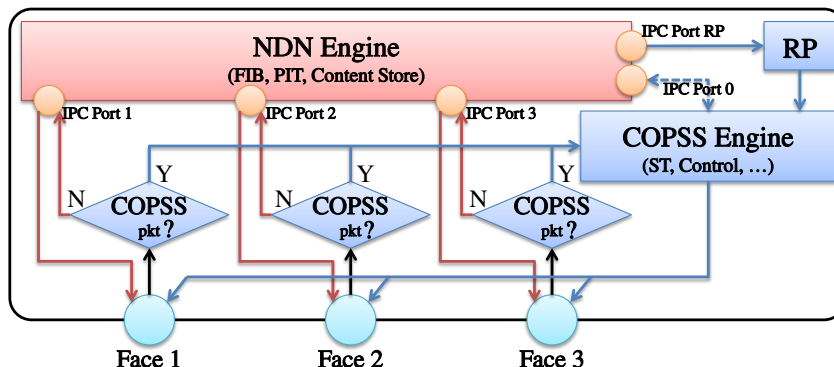 NDN Engine
(FIB, PIT, Content Store)
IPC Port RP
RP
IPC Port 0
IPC Port 1
IPC Port 2
IPC Port 3
COPSS Engine
(ST, Control, …)
Y
Y
Y
N
N
N
COPSS
pkt?
COPSS
pkt?
COPSS
pkt?
Face 1
Face 2
Face 3